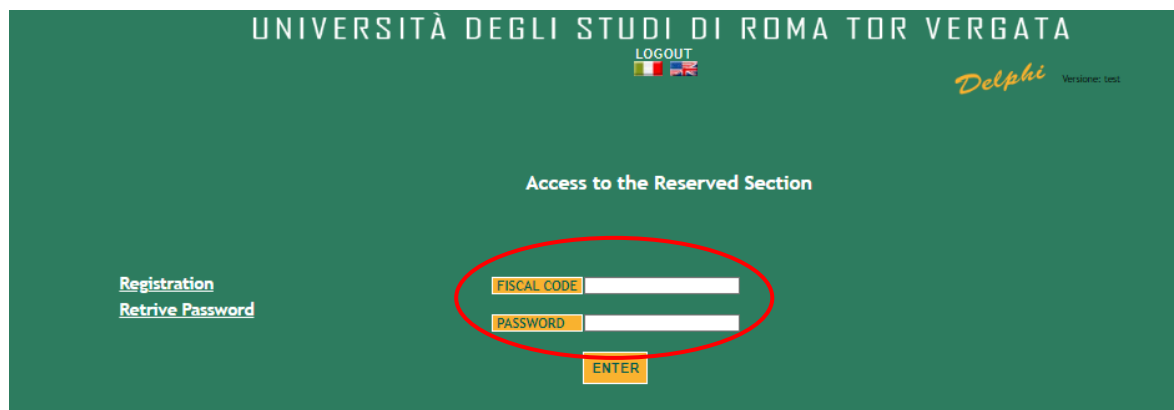 UNIVERSITÀ DEGLI STUDI DI ROMA TOR VERGATA
LOGOUT
Delphi Versione: test
Access to the Reserved Section
Registration
FISCAL CODE
Retrive Password
PASSWORD
ENTER